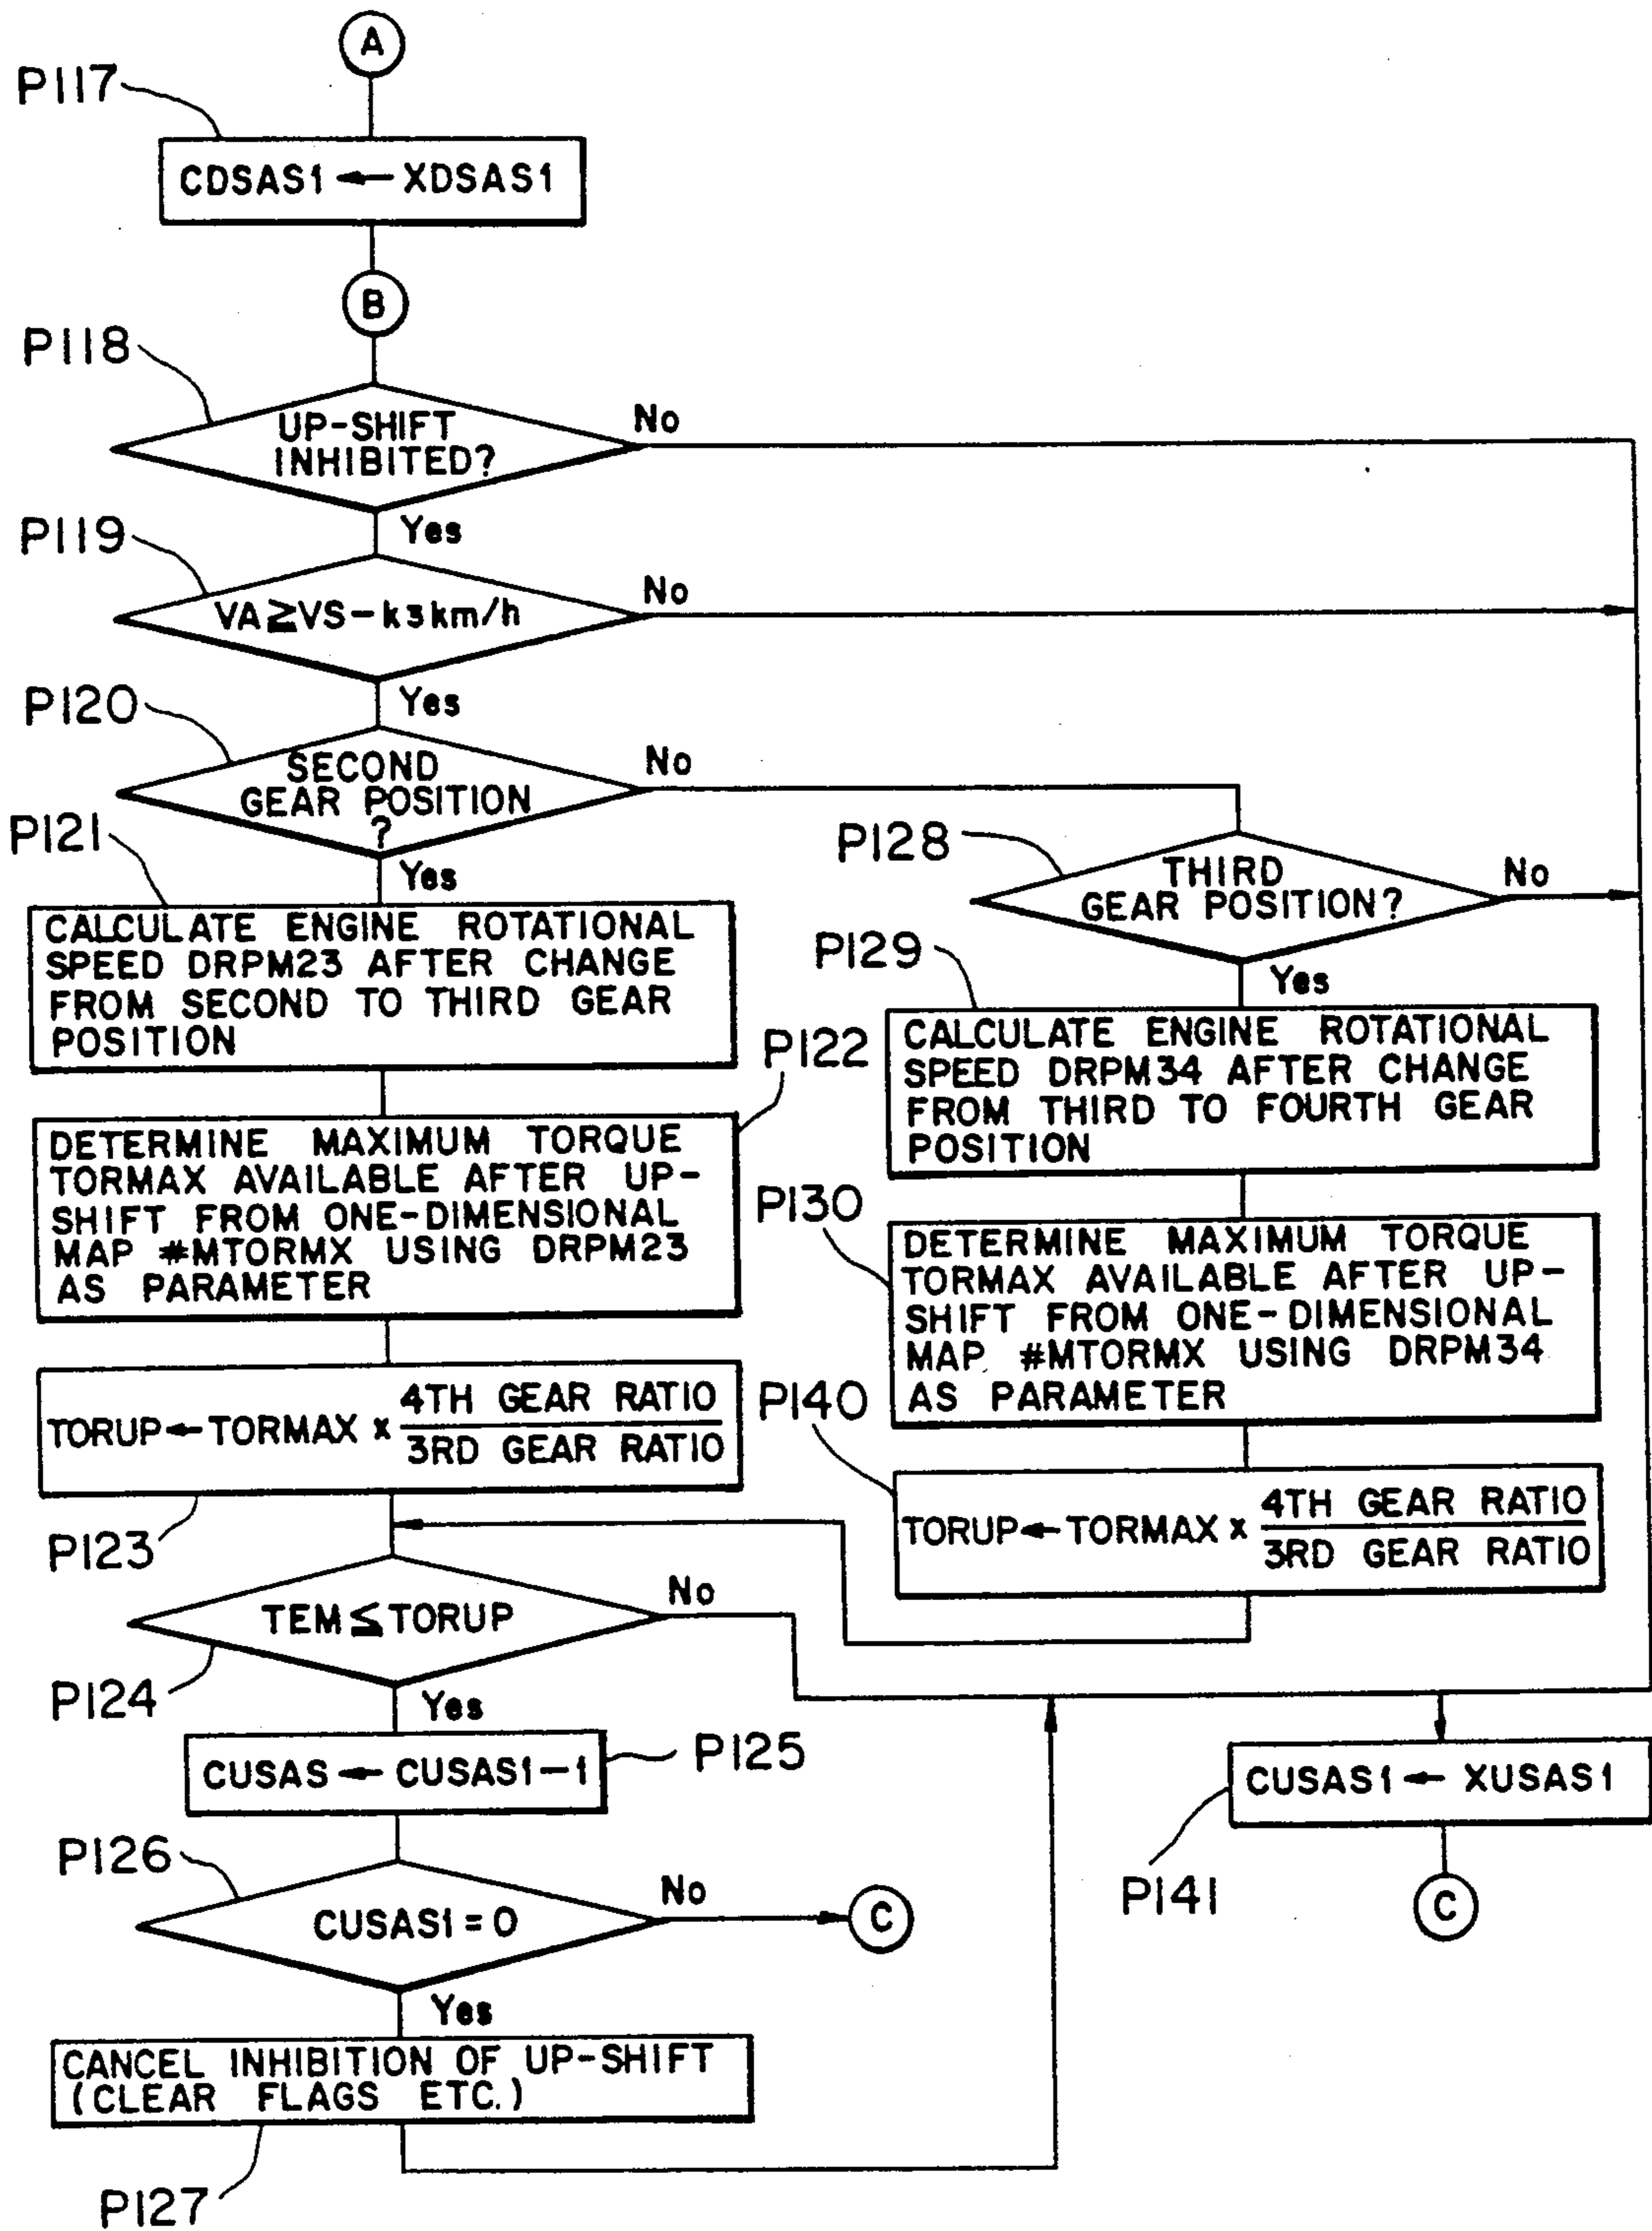 A
P117
CDSAS1 ← XDSAS1
B
P118
UP-SHIFT
INHIBITED?
No
Yes
P119
VA≧VS-k3km/h
No
Yes
P120
SECOND
GEAR POSITION
?
No
Yes
P121
CALCULATE ENGINE ROTATIONAL
SPEED DRPM23 AFTER CHANGE
FROM SECOND TO THIRD GEAR
POSITION
P122
DETERMINE MAXIMUM TORQUE
TORMAX AVAILABLE AFTER UP-
SHIFT FROM ONE-DIMENSIONAL
MAP #MTORMX USING DRPM23
AS PARAMETER
TORUP←TORMAX x 4TH GEAR RATIO
3RD GEAR RATIO
P123
P128
THIRD
GEAR POSITION?
No
Yes
P129
CALCULATE ENGINE ROTATIONAL
SPEED DRPM34 AFTER CHANGE
FROM THIRD TO FOURTH GEAR
POSITION
P130
DETERMINE MAXIMUM TORQUE
TORMAX AVAILABLE AFTER UP-
SHIFT FROM ONE-DIMENSIONAL
MAP #MTORMX USING DRPM34
AS PARAMETER
P140
TORUP←TORMAX x 4TH GEAR RATIO
3RD GEAR RATIO
TEM≦TORUP
No
P124
Yes
CUSAS ← CUSAS1-1
P125
P126
CUSAS1=0
No
C
Yes
CANCEL INHIBITION OF UP-SHIFT
(CLEAR FLAGS ETC.)
P127
CUSAS1 ← XUSAS1
P141
C